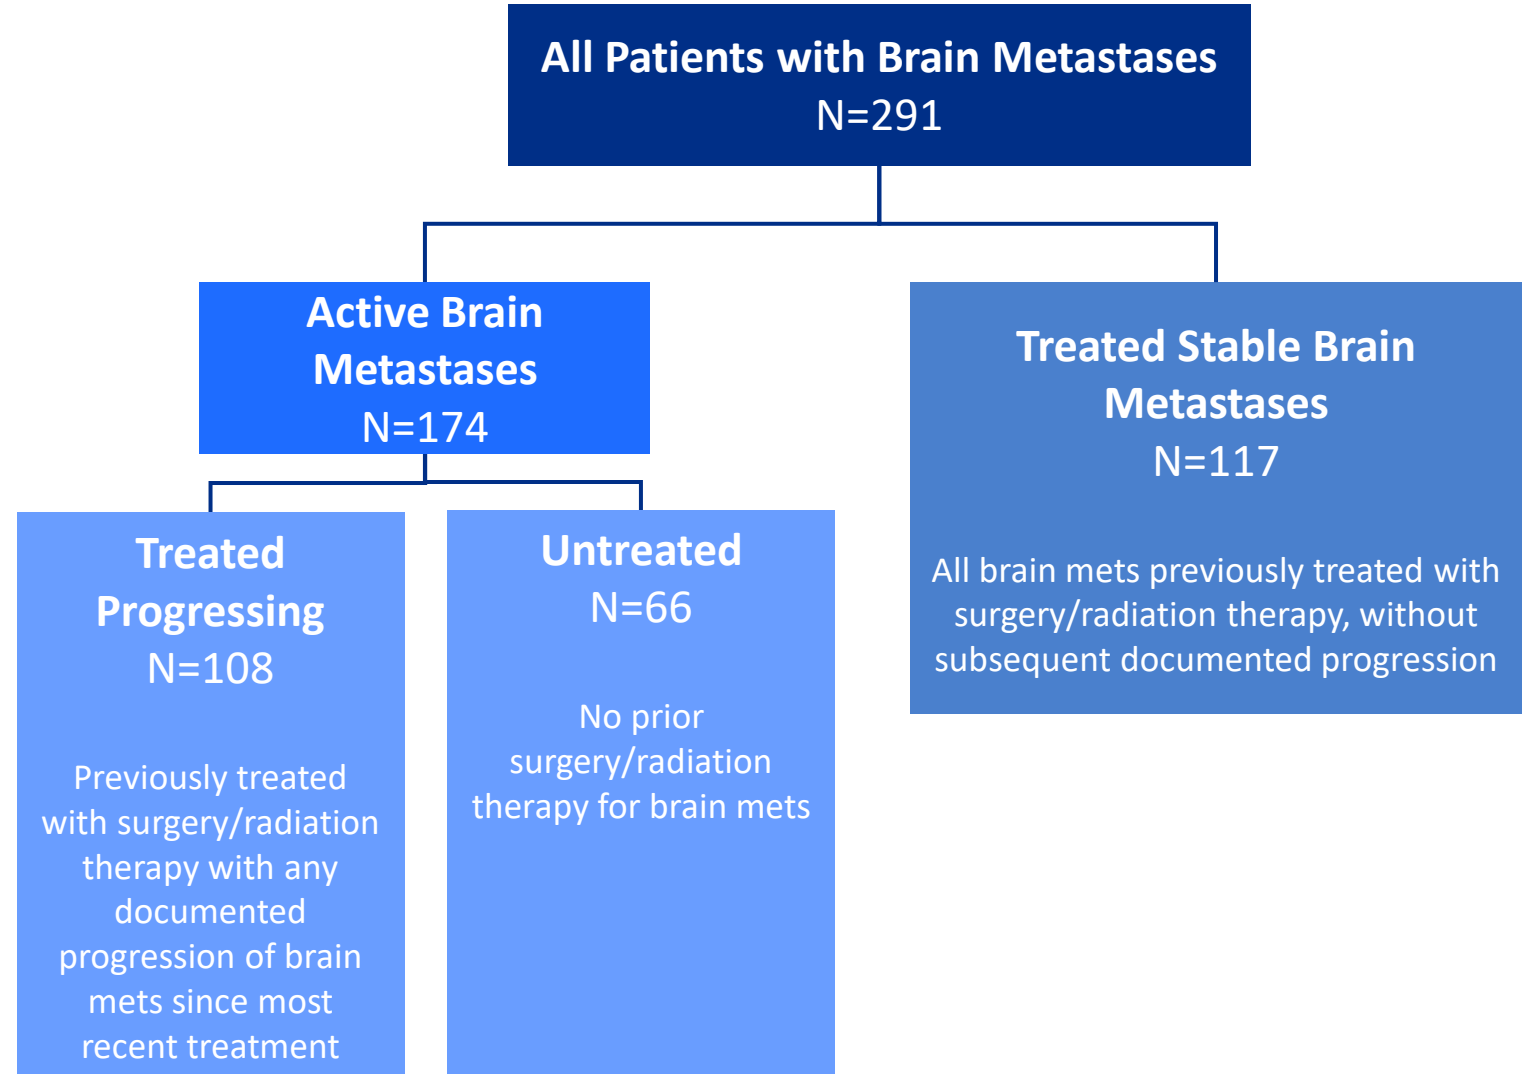 All Patients with Brain Metastases
N=291
Active Brain
Metastases
N=174
Treated Stable Brain
Metastases
N=117
All brain mets previously treated with
surgery/radiation therapy, without
subsequent documented progression
Treated
Progressing
N=108
Previously treated
with surgery/radiation
therapy with any
documented
progression of brain
mets since most
recent treatment
Untreated
N=66
No prior
surgery/radiation
therapy for brain mets